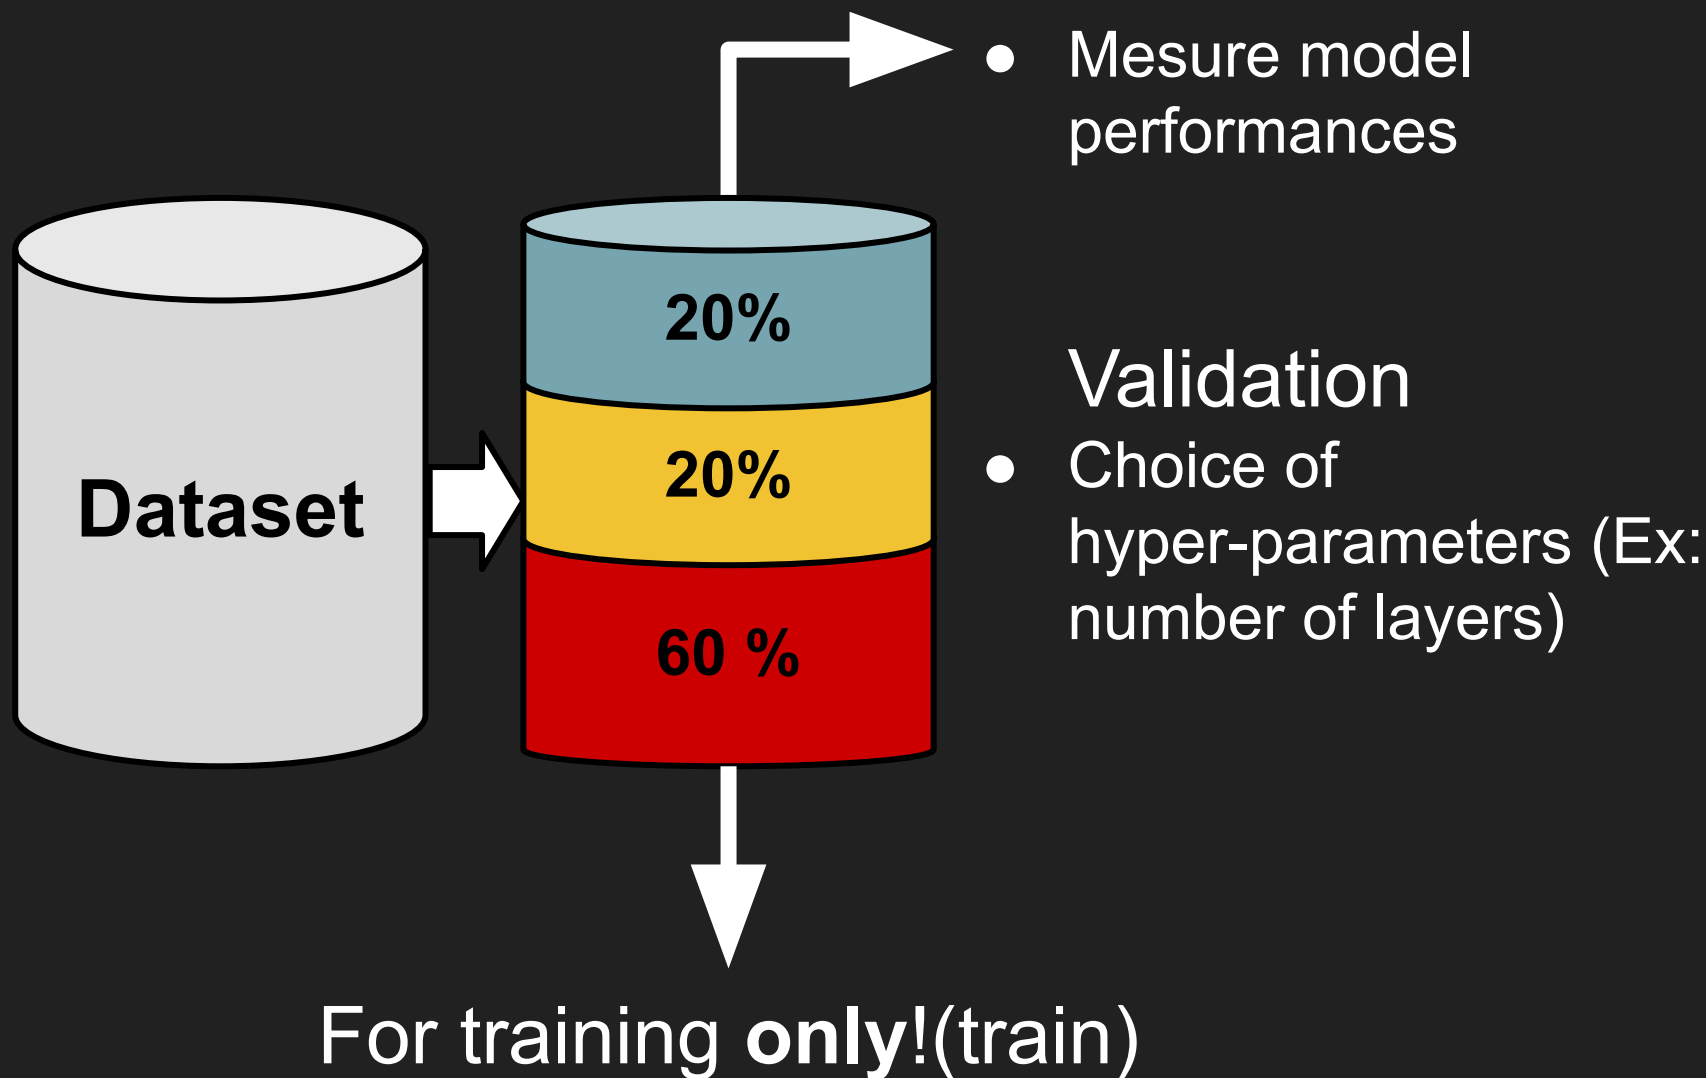 ● Mesure model
performances
Dataset
20%
20%
60 %
Validation
● Choice of
hyper-parameters (Ex:
number of layers)
For training only!(train)